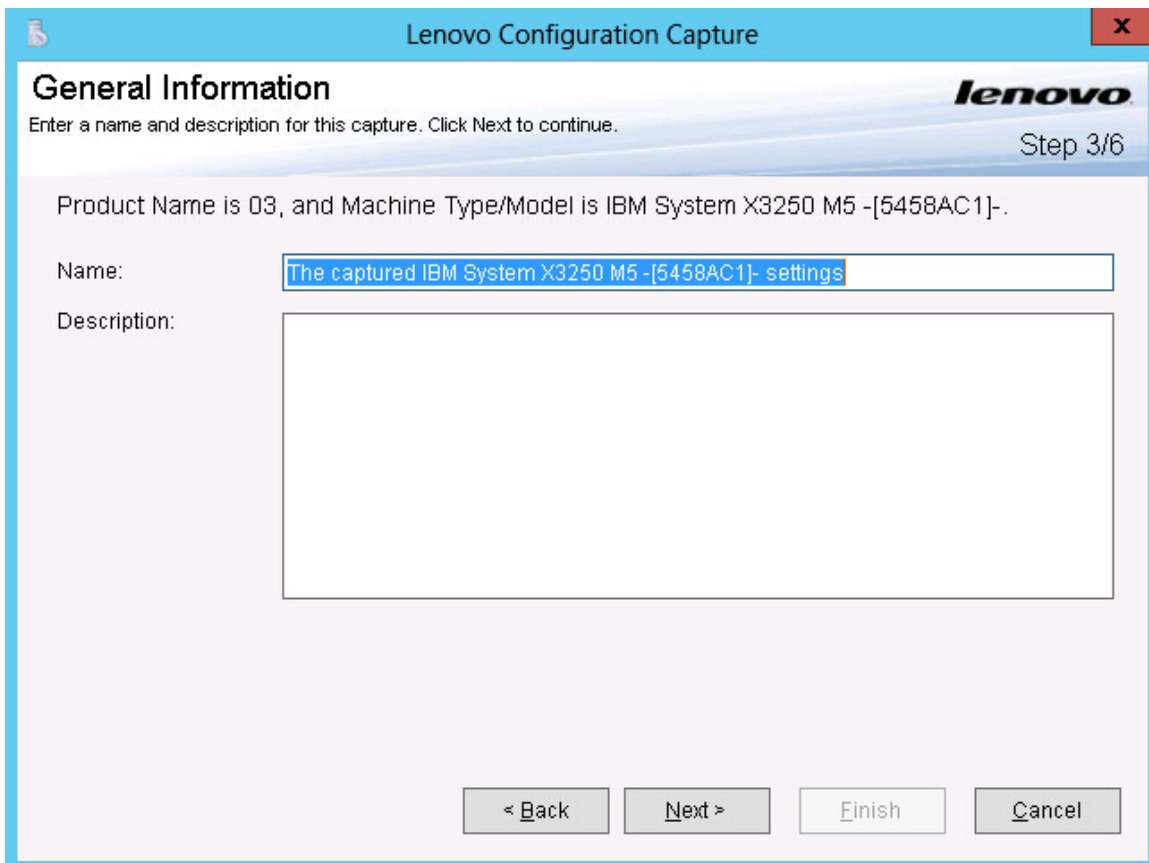 Lenovo Configuration Capture
x
General Information
lenovo
Enter a name and description for this capture. Click Next to continue.
Step 3/6
Product Name is 03, and Machine Type/Model is IBM System X3250 M5 -[5458AC1]-.
Name:
The captured IBM System X3250 M5 -[5458AC1]- settings
Description:
< Back
Next >
Finish
Cancel